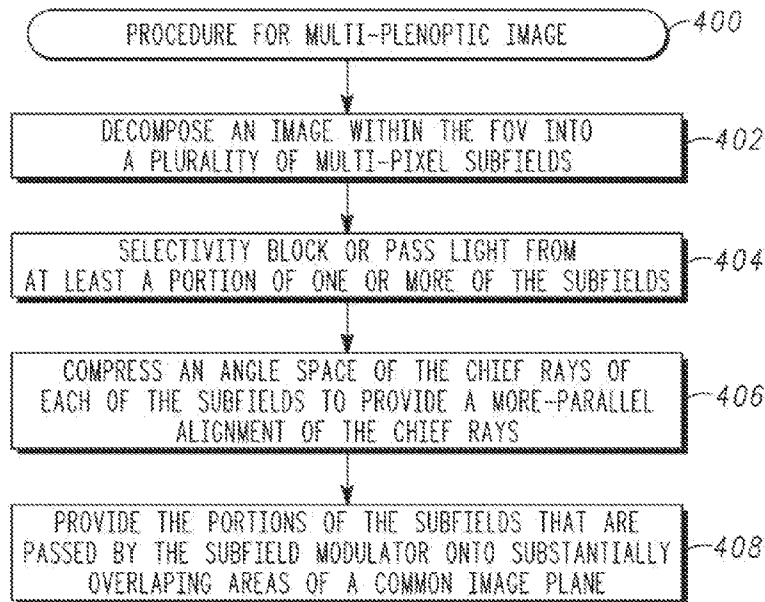 PROCEDURE FOR MULTI-PLENOPTIC IMAGE
400
DECOMPOSE AN IMAGE WITHIN THE FOV INTO
A PLURALITY OF MULTI-PIXEL SUBFIELDS
402
SELECTIVITY BLOCK OR PASS LIGHT FROM
AT LEAST A PORTION OF ONE OR MORE OF THE SUBFIELDS
404
COMPRESS AN ANGLE SPACE OF THE CHIEF RAYS OF
EACH OF THE SUBFIELDS TO PROVIDE A MORE-PARALLEL
ALIGNMENT OF THE CHIEF RAYS
406
PROVIDE THE PORTIONS OF THE SUBFIELDS THAT ARE
PASSED BY THE SUBFIELD MODULATOR ONTO SUBSTANTIALLY
OVERLAPING AREAS OF A COMMON IMAGE PLANE
408